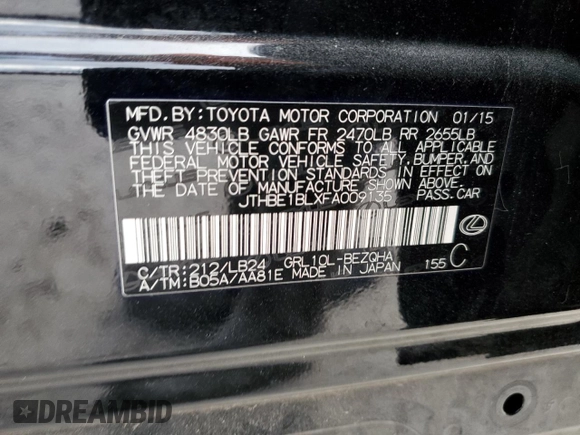 MFD.BY:TOYOTA MOTOR CORPORATION 01/15
GVWR 4830LB GAWR FR 2470LB RR 2655LB
THIS VEHICLE CONFORMS TO ALL APPLICABLE
FEDERAL MOTOR VEHICLE SAFETY,BUMPER,AND
THEFT PREVENTION STANDARDS IN EFFECT ON
THE DATE OF MANUFACTURE SHOWN ABOVE.
JTHBE1BLXFA009135 PASS.CAR
C/TR:212/LB24 GRL10L-BEZQHA
A/TM:B05A/AA81E MADE IN JAPAN 155 C
DREAMBID